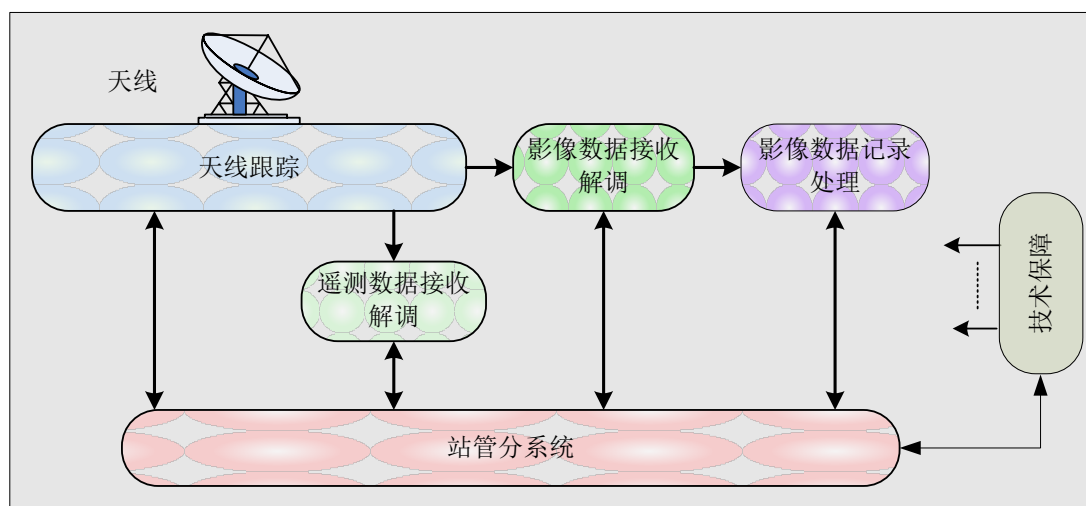 天线
天线跟踪
影像数据接收
解调
影像数据记录
处理
遥测数据接收
解调
技术保障
站管分系统